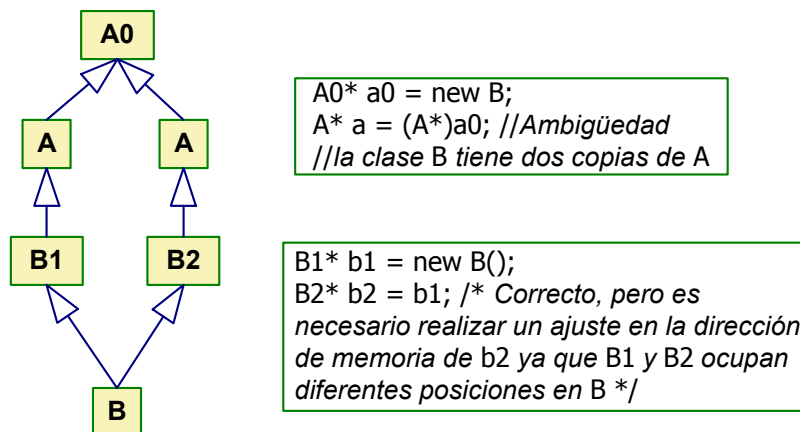 A0
A A
B1 B2
B
A0* a0 = new B;
A* a = (A*)a0; //Ambigüedad
//la clase B tiene dos copias de A
B1* b1 = new B();
B2* b2 = b1; /* Correcto, pero es
necesario realizar un ajuste en la dirección
de memoria de b2 ya que B1 y B2 ocupan
diferentes posiciones en B */